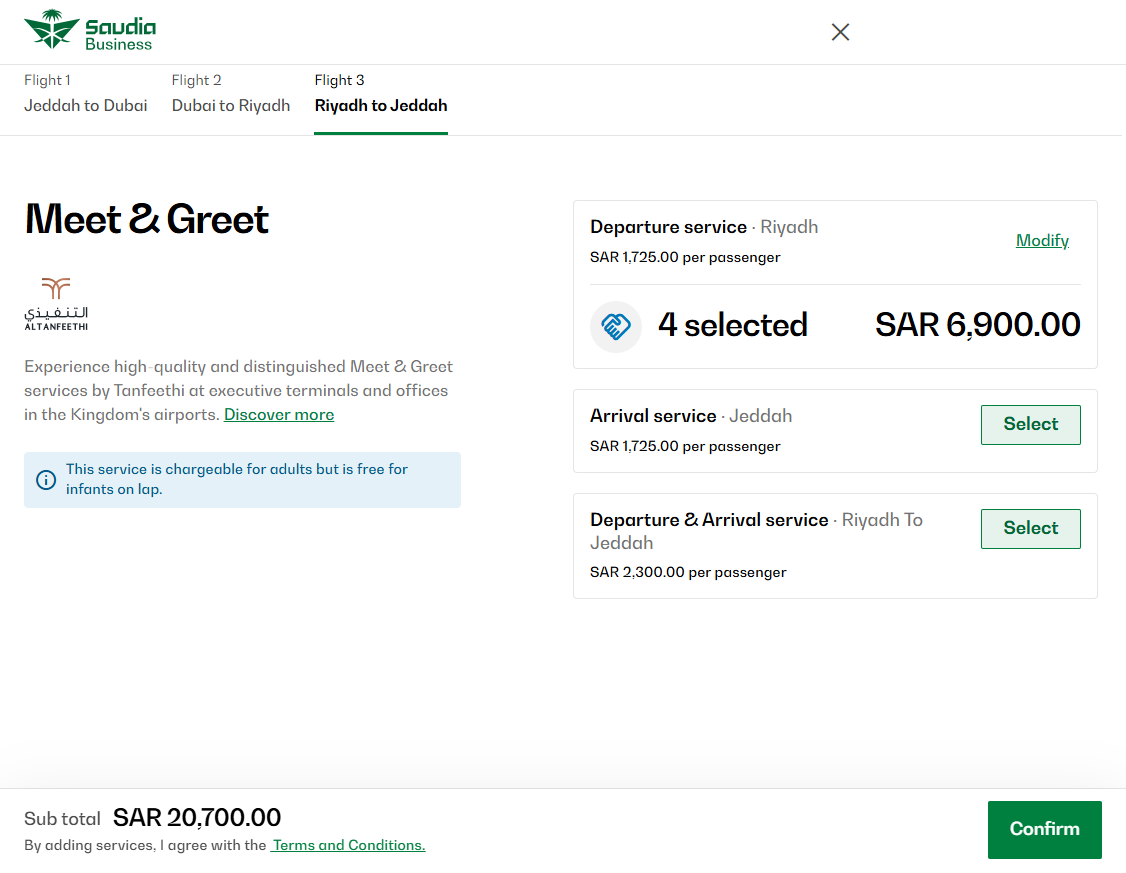 Saudia
Business
Flight 1
Jeddah to Dubai
Flight 2
Dubai to Riyadh
Flight 3
Riyadh to Jeddah
Meet & Greet
التنفيذي
ALTANFEETHI
Experience high-quality and distinguished Meet & Greet
services by Tanfeethi at executive terminals and offices
in the Kingdom's airports. Discover more
This service is chargeable for adults but is free for
infants on lap.
Departure service · Riyadh
SAR 1,725.00 per passenger
Modify
4 selected
SAR 6,900.00
Arrival service · Jeddah
SAR 1,725.00 per passenger
Select
Departure & Arrival service · Riyadh To
Jeddah
SAR 2,300.00 per passenger
Select
Sub total SAR 20,700.00
By adding services, I agree with the Terms and Conditions.
Confirm